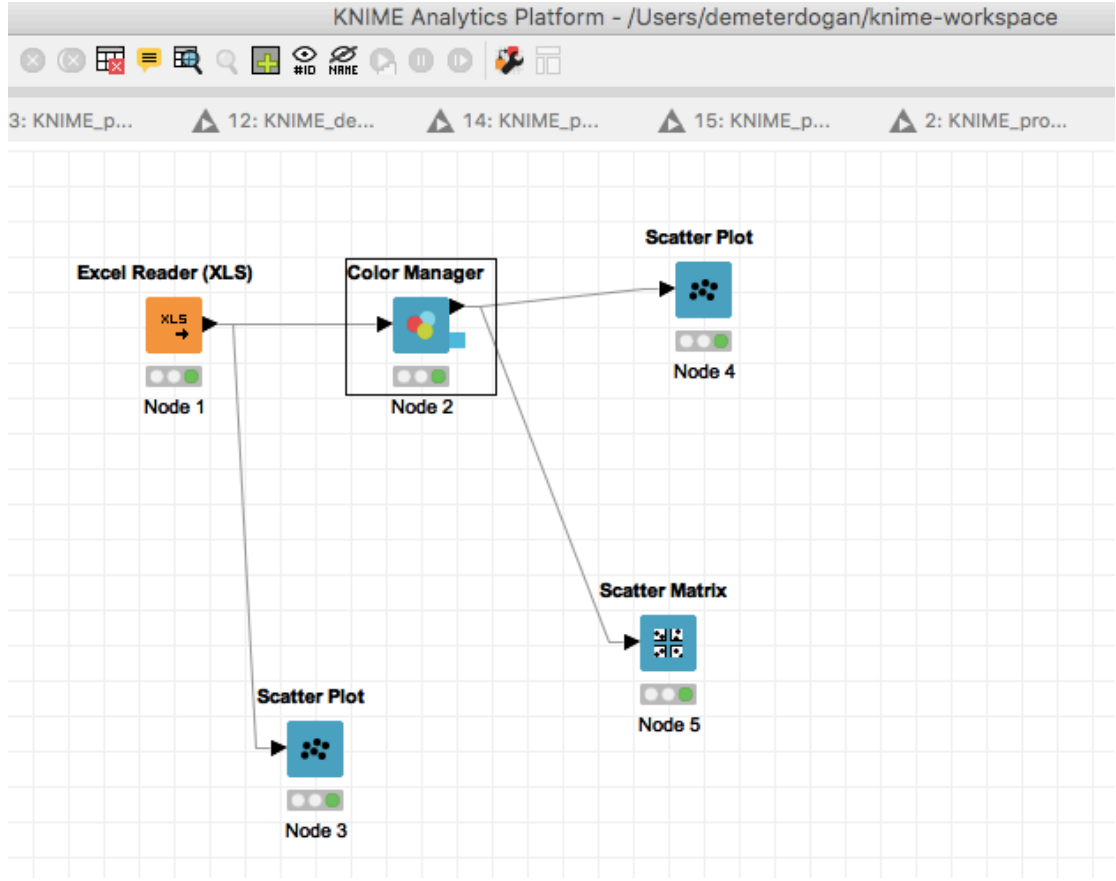 KNIME Analytics Platform - /Users/demeterdogan/knime-workspace
#ID NAME
3: KNIME_p... 12: KNIME_de... 14: KNIME_p... 15: KNIME_p... 2: KNIME_pro...
Scatter Plot
Node 4
Excel Reader (XLS)
XLS
Node 1
Color Manager
Node 2
Scatter Matrix
Node 5
Scatter Plot
Node 3